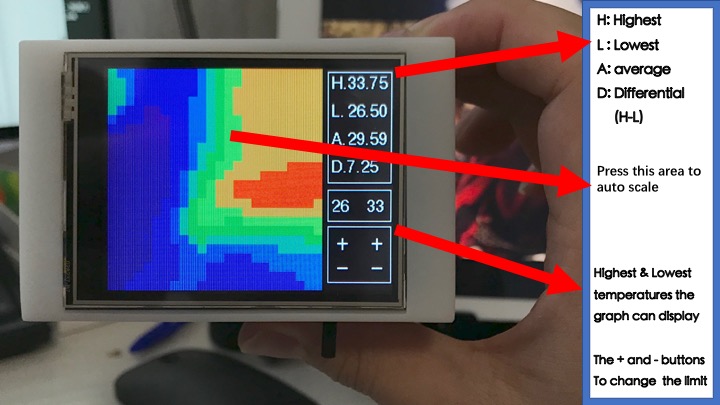 H.33.75
L. 26.50
A.29.59
D.7.25
26 33
+ +
− −
H: Highest
L : Lowest
A: average
D: Differential
(H-L)
Press this area to
auto scale
Highest & Lowest
temperatures the
graph can display
The + and - buttons
To change the limit